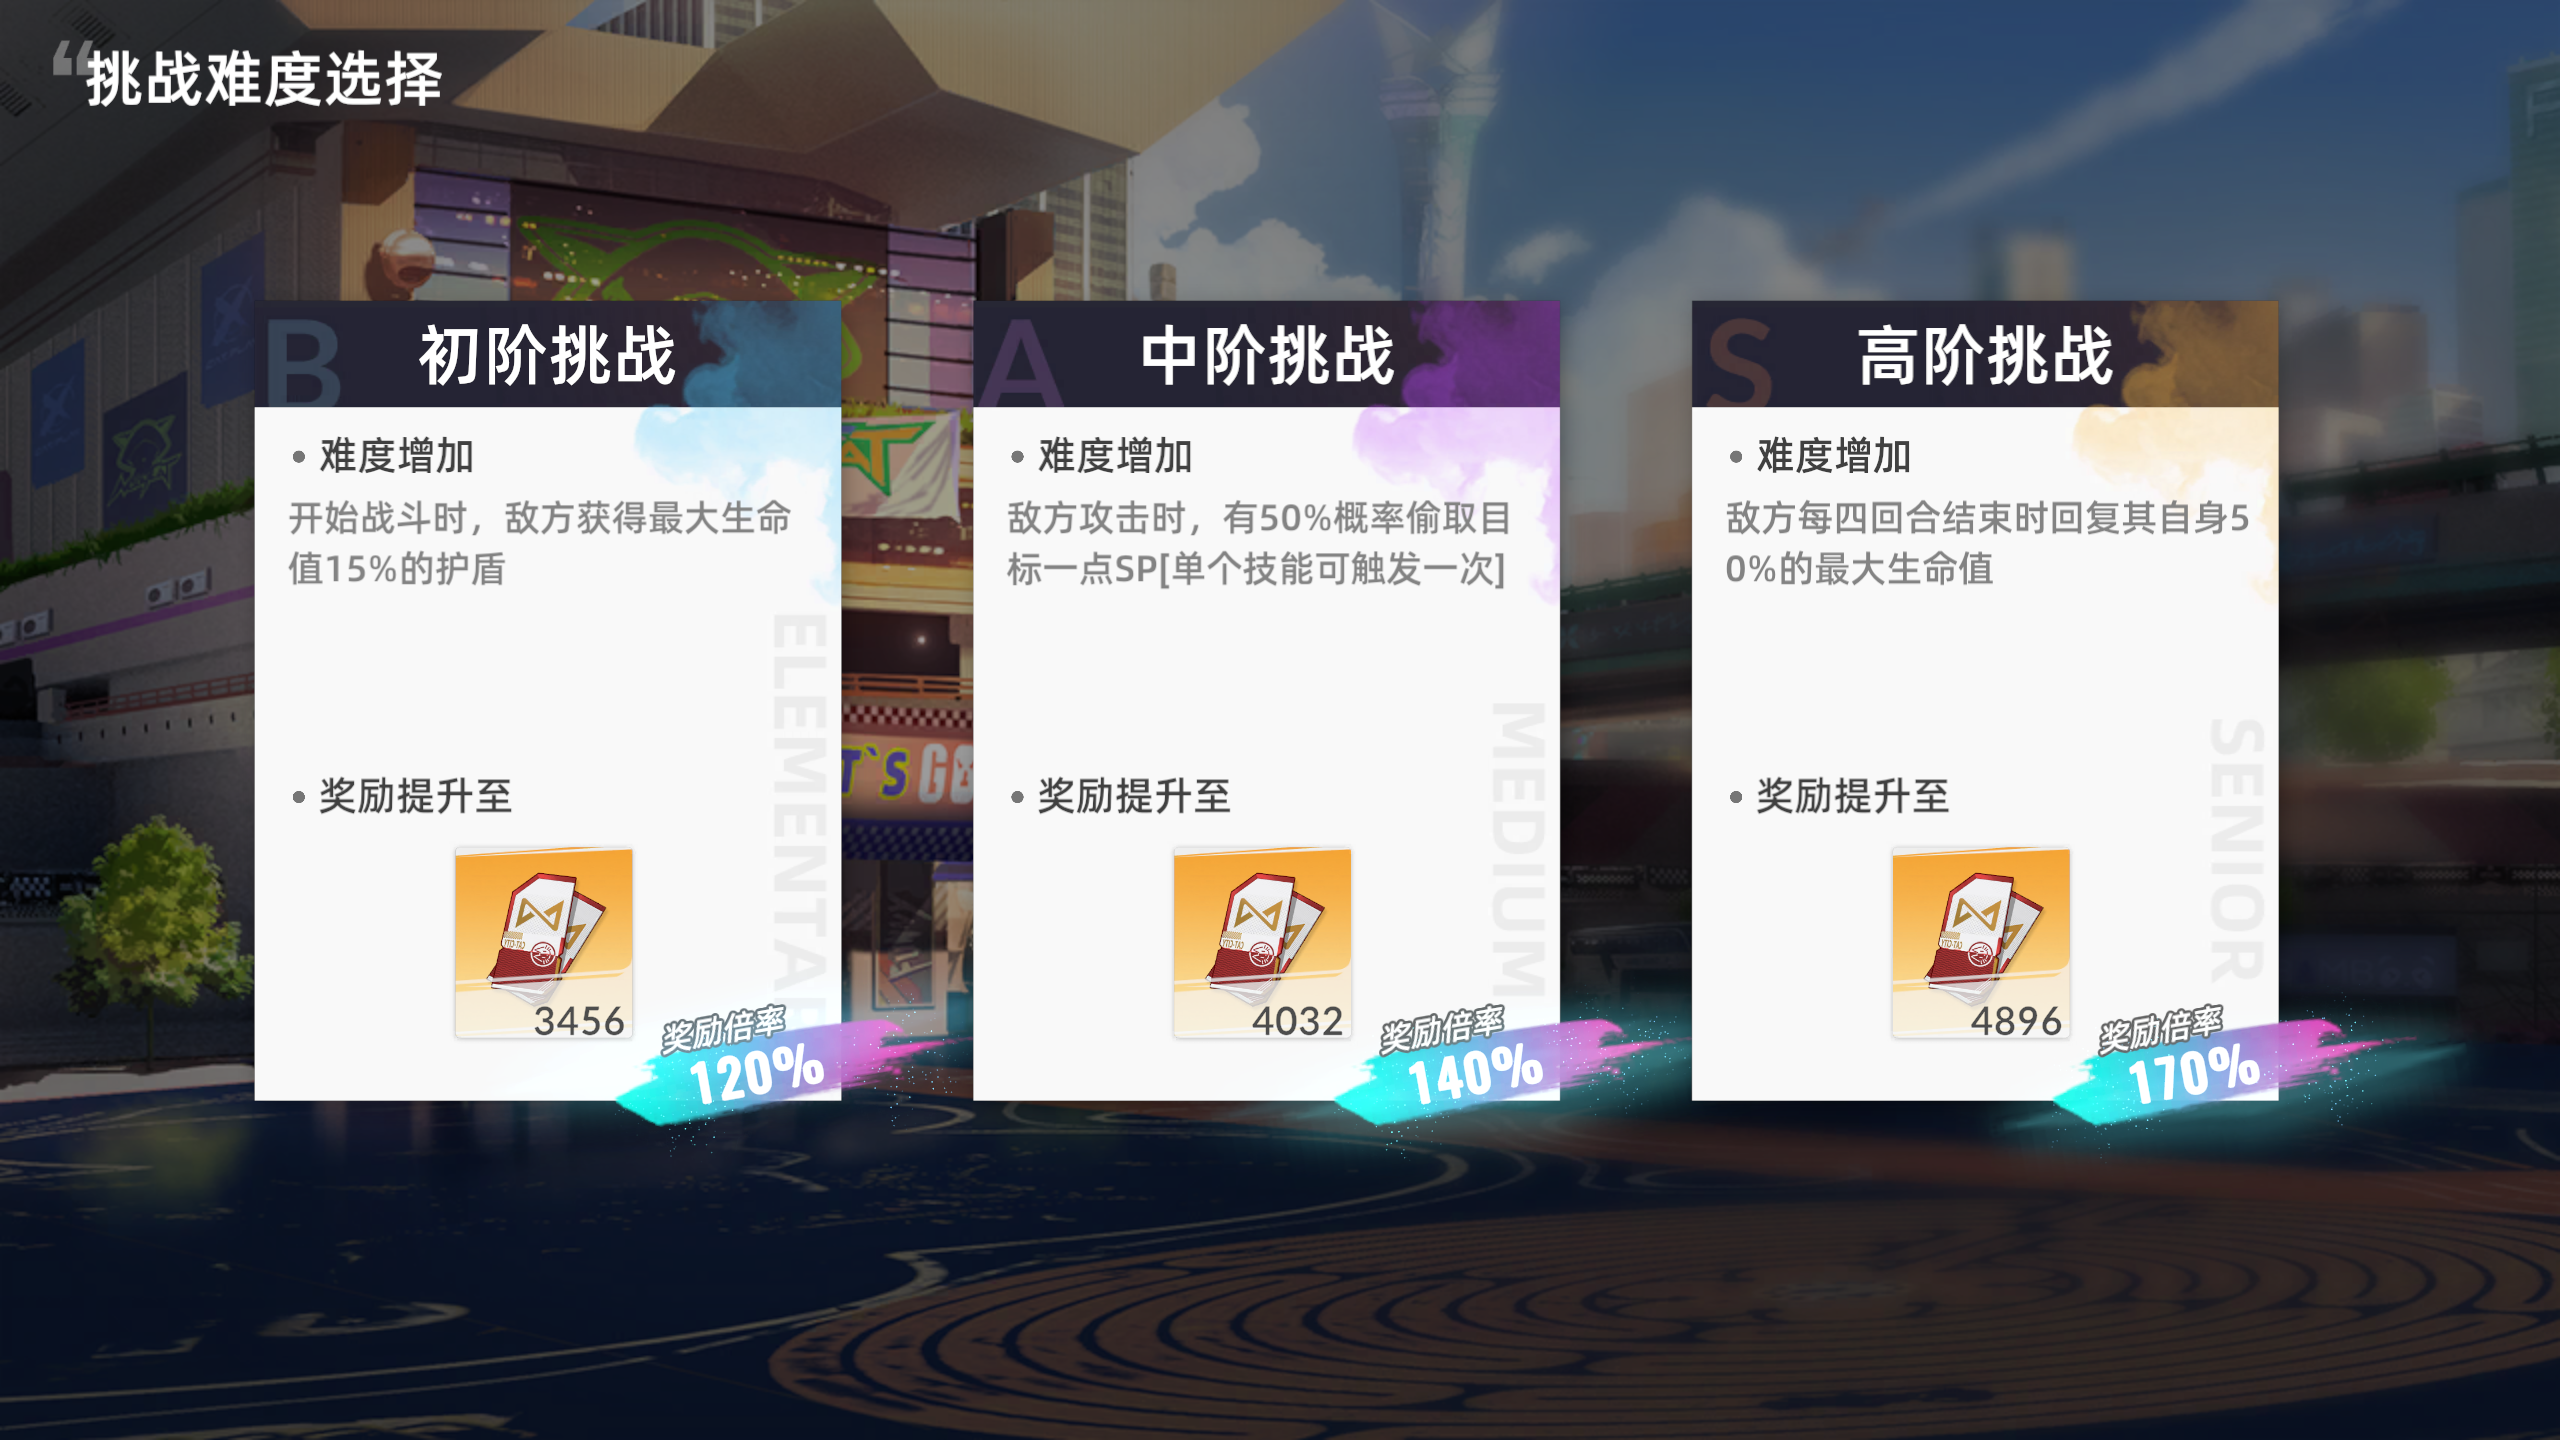 挑战难度选择
B
初阶挑战
难度增加
开始战斗时，敌方获得最大生命
值15%的护盾
ELEMENTA
奖励提升至
3456
奖励倍率
120%
A
中阶挑战
难度增加
敌方攻击时，有50%概率偷取目
标一点SP[单个技能可触发一次]
MEDIUM
奖励提升至
4032
奖励倍率
140%
S
高阶挑战
难度增加
敌方每四回合结束时回复其自身5
0%的最大生命值
SENIOR
奖励提升至
4896
奖励倍率
170%